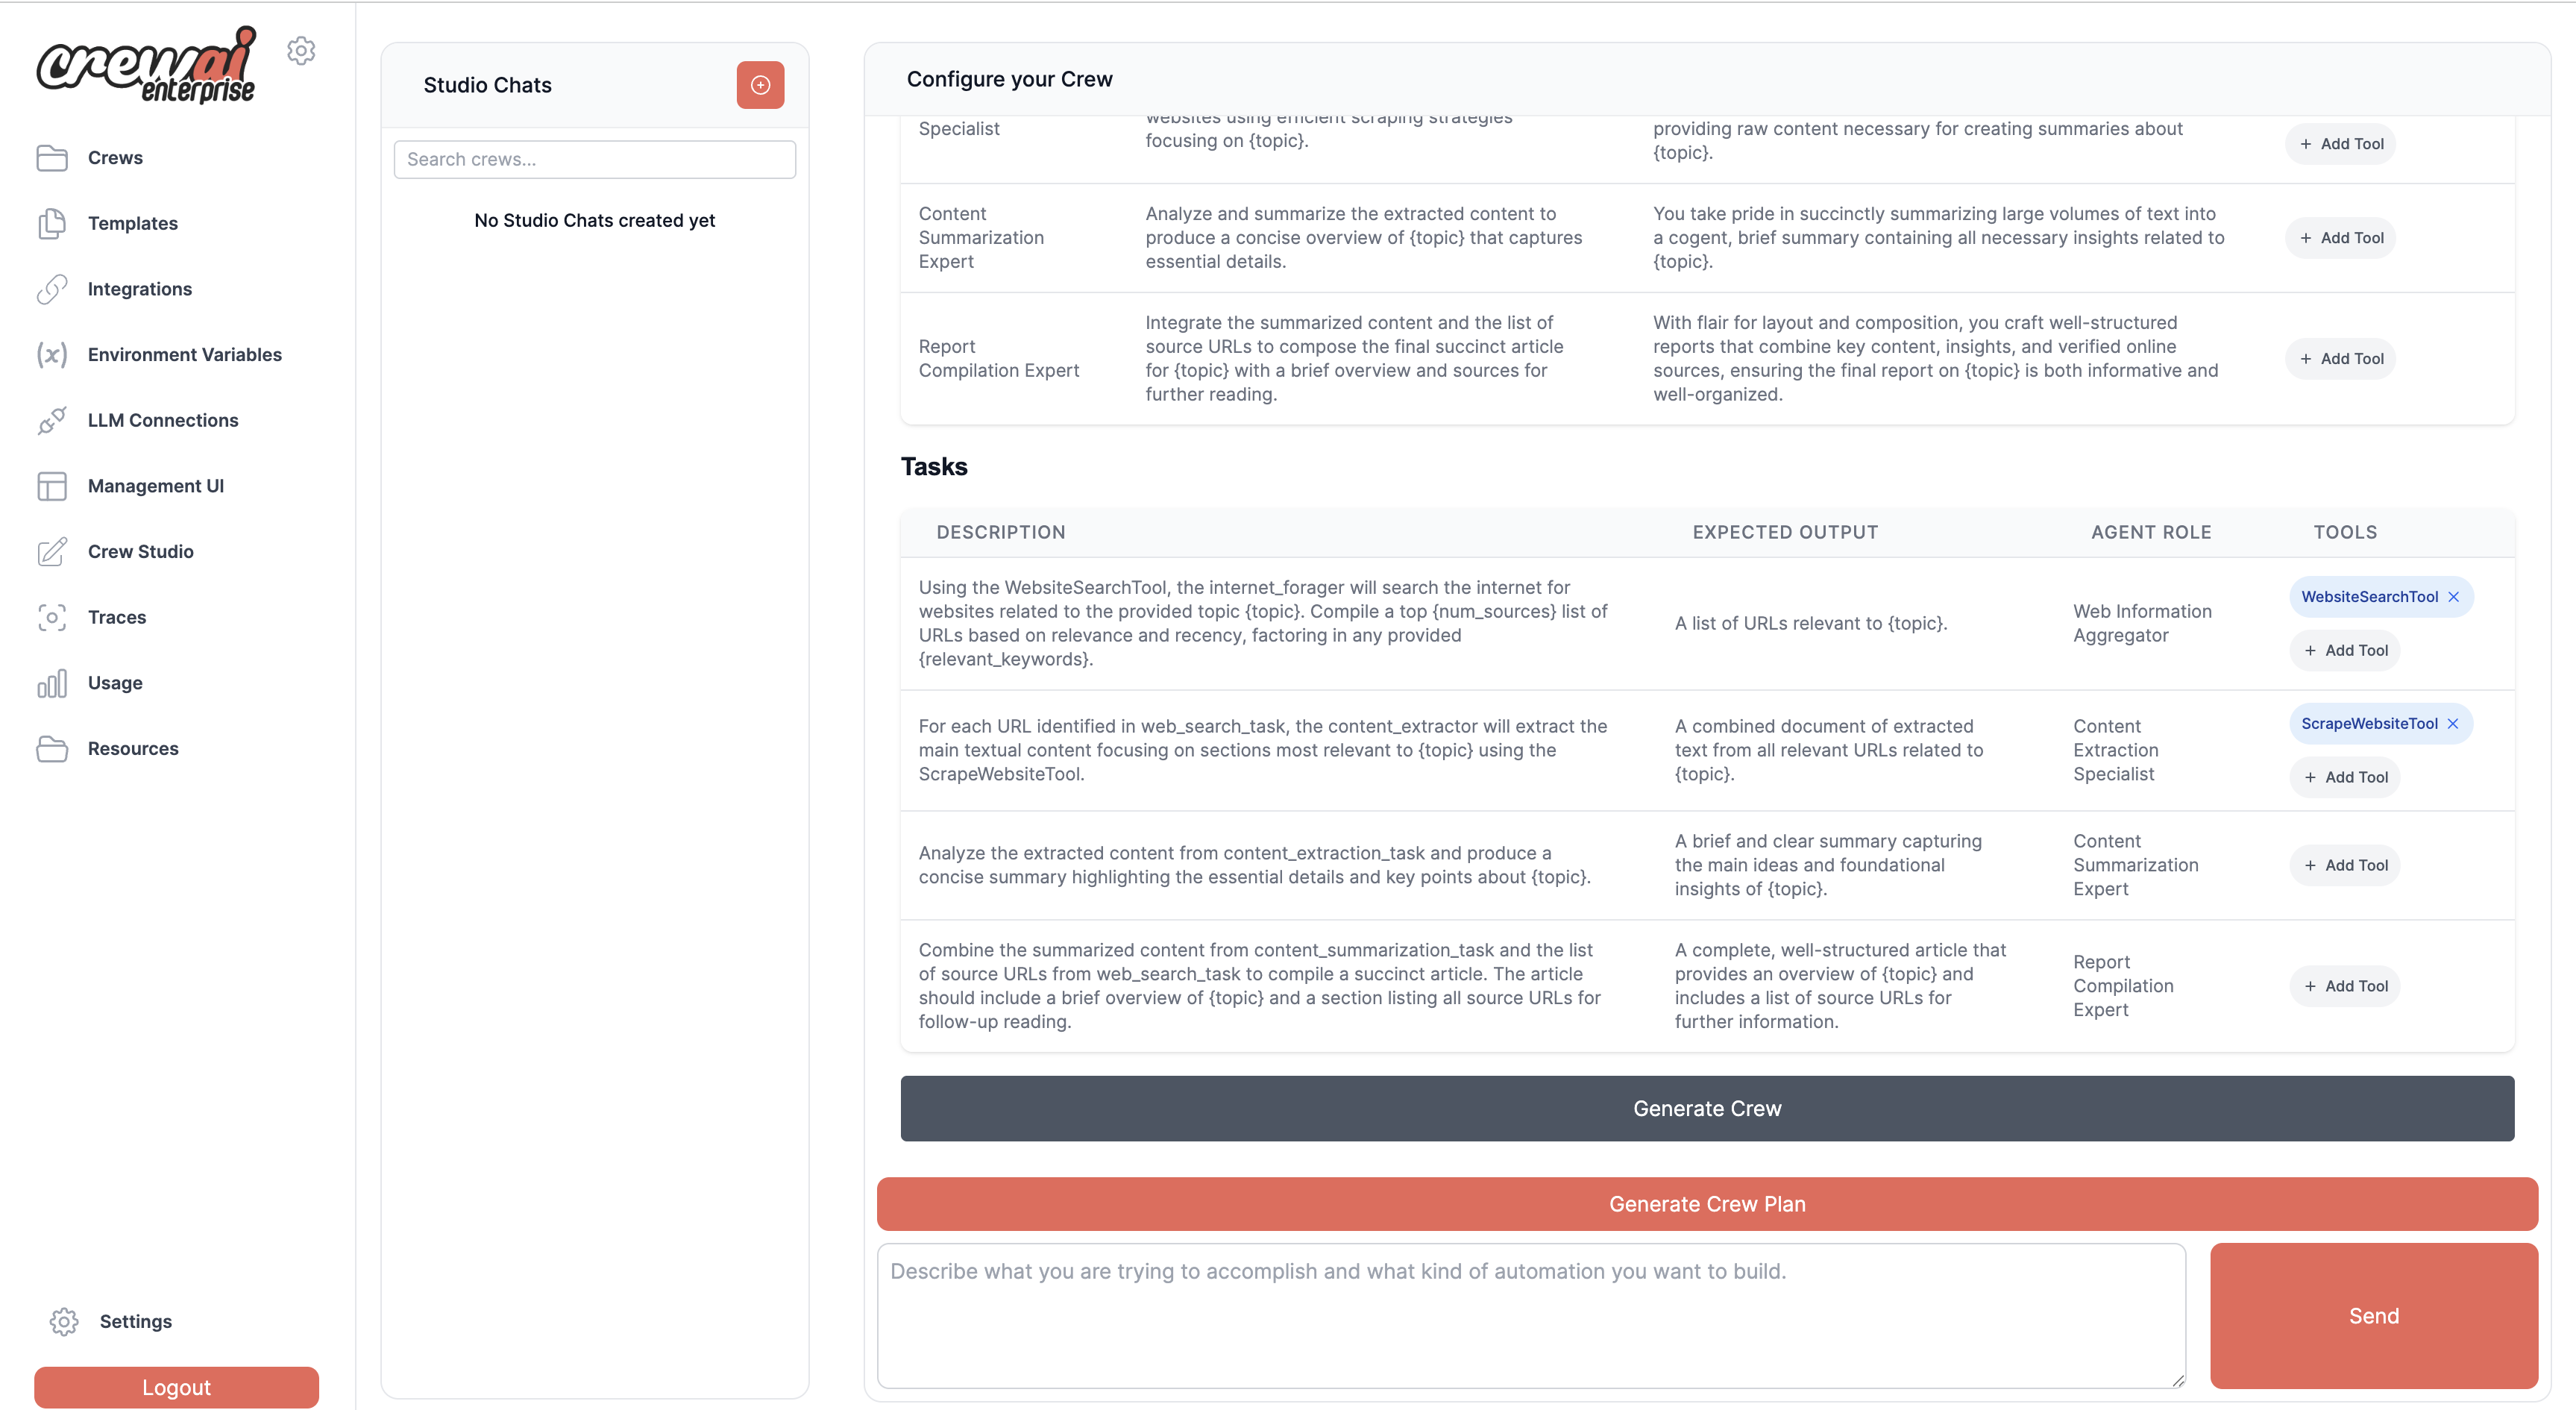 crewai
enterprise
Crews
Templates
Integrations
(x) Environment Variables
LLM Connections
Management UI
Crew Studio
Traces
Usage
Resources
Settings
Logout
Studio Chats
Search crews...
No Studio Chats created yet
Configure your Crew
Specialist
websites using efficient scraping strategies
focusing on {topic}.
providing raw content necessary for creating summaries about
{topic}.
+ Add Tool
Content
Summarization
Expert
Analyze and summarize the extracted content to
produce a concise overview of {topic} that captures
essential details.
You take pride in succinctly summarizing large volumes of text into
a cogent, brief summary containing all necessary insights related to
{topic}.
+ Add Tool
Report
Compilation Expert
Integrate the summarized content and the list of
source URLs to compose the final succinct article
for {topic} with a brief overview and sources for
further reading.
With flair for layout and composition, you craft well-structured
reports that combine key content, insights, and verified online
sources, ensuring the final report on {topic} is both informative and
well-organized.
+ Add Tool
Tasks
DESCRIPTION
EXPECTED OUTPUT
AGENT ROLE
TOOLS
Using the WebsiteSearchTool, the internet_forager will search the internet for
websites related to the provided topic {topic}. Compile a top {num_sources} list of
URLs based on relevance and recency, factoring in any provided
{relevant_keywords}.
A list of URLs relevant to {topic}.
Web Information
Aggregator
WebsiteSearchTool ×
+ Add Tool
For each URL identified in web_search_task, the content_extractor will extract the
main textual content focusing on sections most relevant to {topic} using the
ScrapeWebsiteTool.
A combined document of extracted
text from all relevant URLs related to
{topic}.
Content
Extraction
Specialist
ScrapeWebsiteTool ×
+ Add Tool
Analyze the extracted content from content_extraction_task and produce a
concise summary highlighting the essential details and key points about {topic}.
A brief and clear summary capturing
the main ideas and foundational
insights of {topic}.
Content
Summarization
Expert
+ Add Tool
Combine the summarized content from content_summarization_task and the list
of source URLs from web_search_task to compile a succinct article. The article
should include a brief overview of {topic} and a section listing all source URLs for
follow-up reading.
A complete, well-structured article that
provides an overview of {topic} and
includes a list of source URLs for
further information.
Report
Compilation
Expert
+ Add Tool
Generate Crew
Generate Crew Plan
Describe what you are trying to accomplish and what kind of automation you want to build.
Send